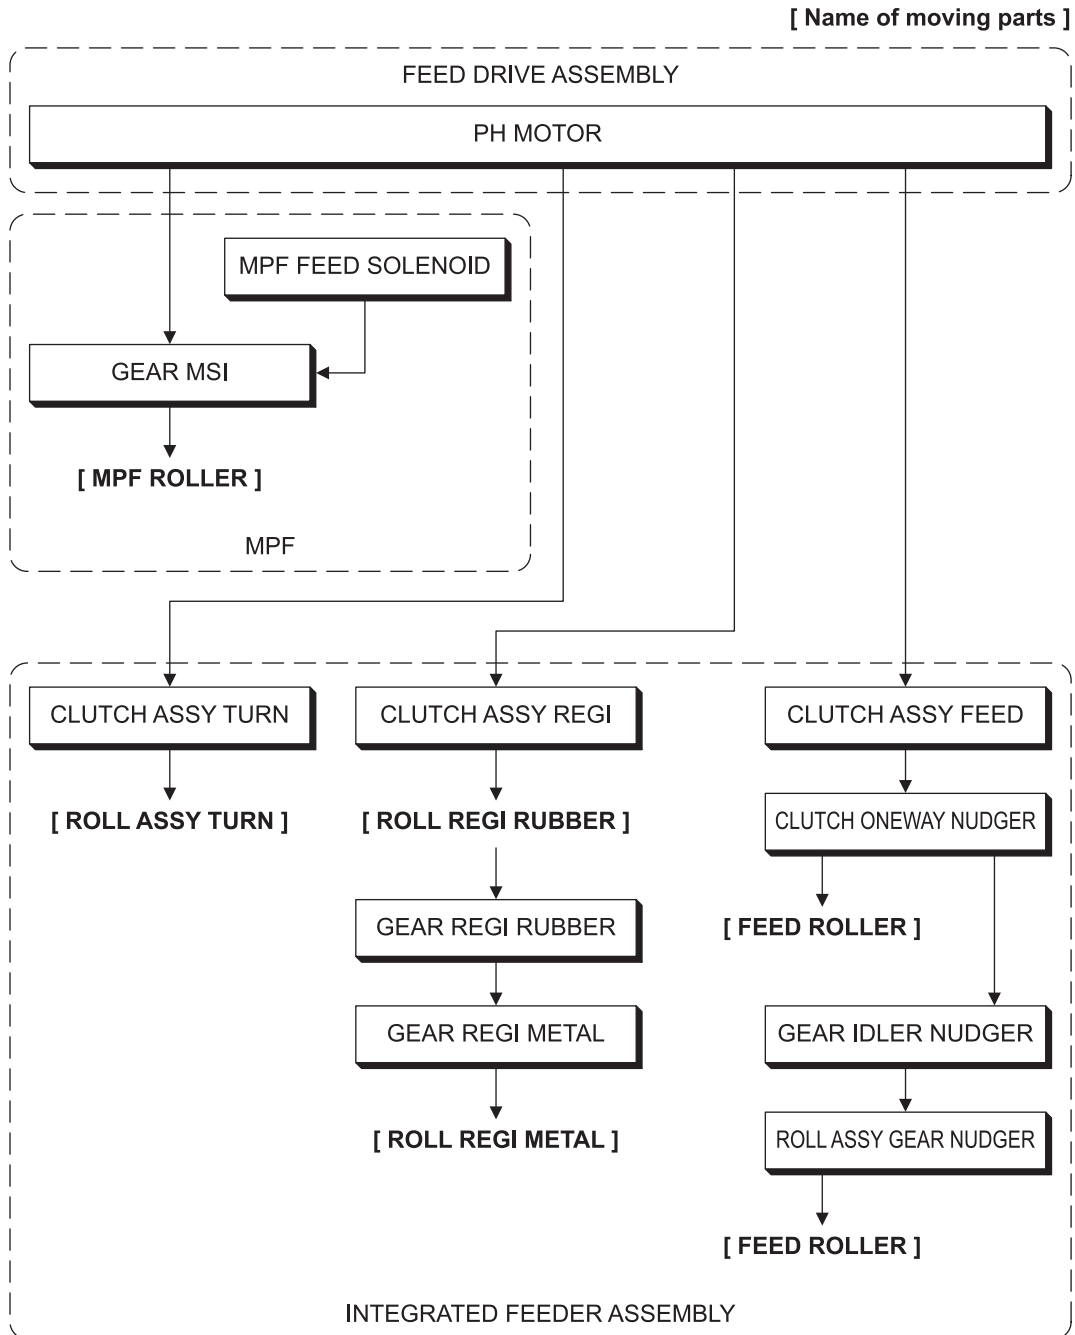 [ Name of moving parts ]
FEED DRIVE ASSEMBLY
PH MOTOR
MPF FEED SOLENOID
GEAR MSI
[ MPF ROLLER ]
MPF
CLUTCH ASSY TURN
CLUTCH ASSY REGI
CLUTCH ASSY FEED
[ ROLL ASSY TURN ]
[ ROLL REGI RUBBER ]
CLUTCH ONEWAY NUDGER
GEAR REGI RUBBER
[ FEED ROLLER ]
GEAR REGI METAL
GEAR IDLER NUDGER
[ ROLL REGI METAL ]
ROLL ASSY GEAR NUDGER
[ FEED ROLLER ]
INTEGRATED FEEDER ASSEMBLY